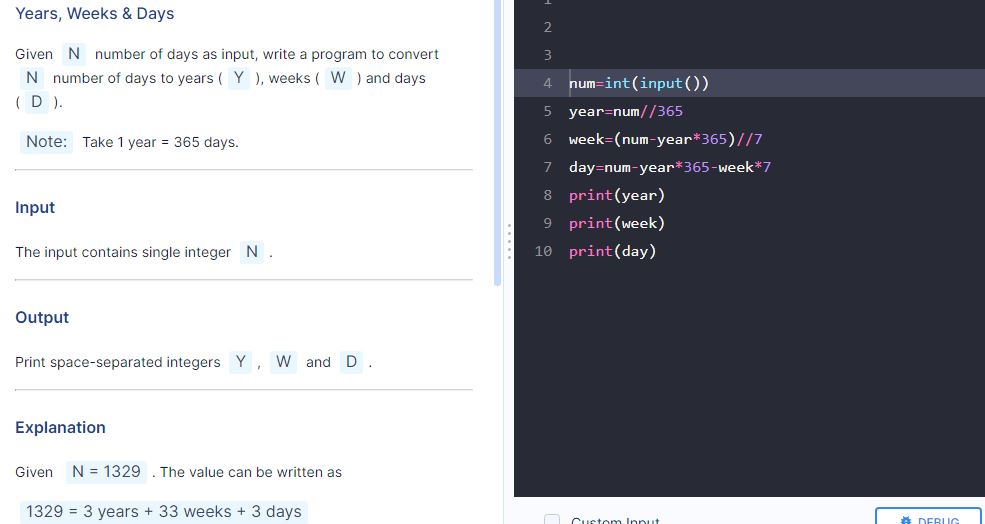 Years, Weeks & Days
Given N number of days as input, write a program to convert
N number of days to years ( Y ), weeks ( W ) and days
( D ).
Note: Take 1 year = 365 days.
Input
The input contains single integer N .
Output
Print space-separated integers Y , W and D .
Explanation
Given N = 1329 . The value can be written as
1329 = 3 years + 33 weeks + 3 days
2
3
4 num=int(input())
5 year=num//365
6 week=(num-year*365)//7
7 day=num-year*365-week*7
8 print(year)
9 print(week)
10 print(day)
Custom Input
DEBUG